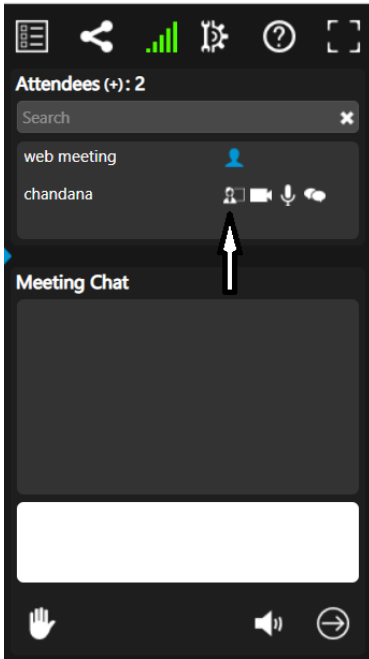 Attendees (+) : 2
Search
web meeting
chandana
Meeting Chat